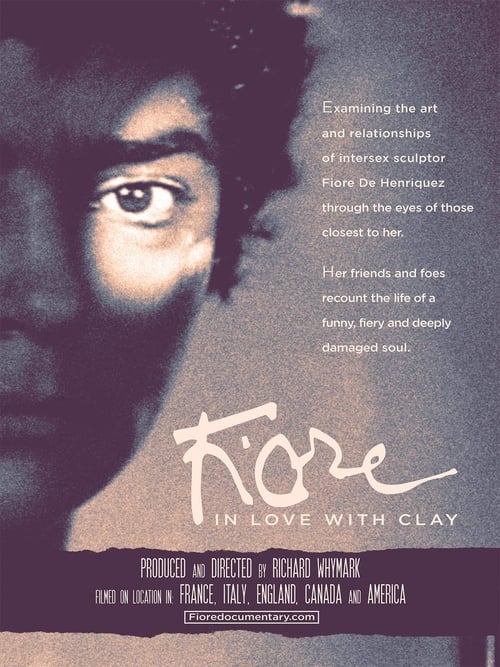 Examining the art
and relationships
of intersex sculptor
Fiore De Henriquez
through the eyes of those
closest to her.
Her friends and foes
recount the life of a
funny, fiery and deeply
damaged soul.
Fiore
IN LOVE WITH CLAY
PRODUCED AND DIRECTED BY RICHARD WHYMARK
FILMED ON LOCATION IN: FRANCE, ITALY, ENGLAND, CANADA AND AMERICA
Fioredocumentary.com